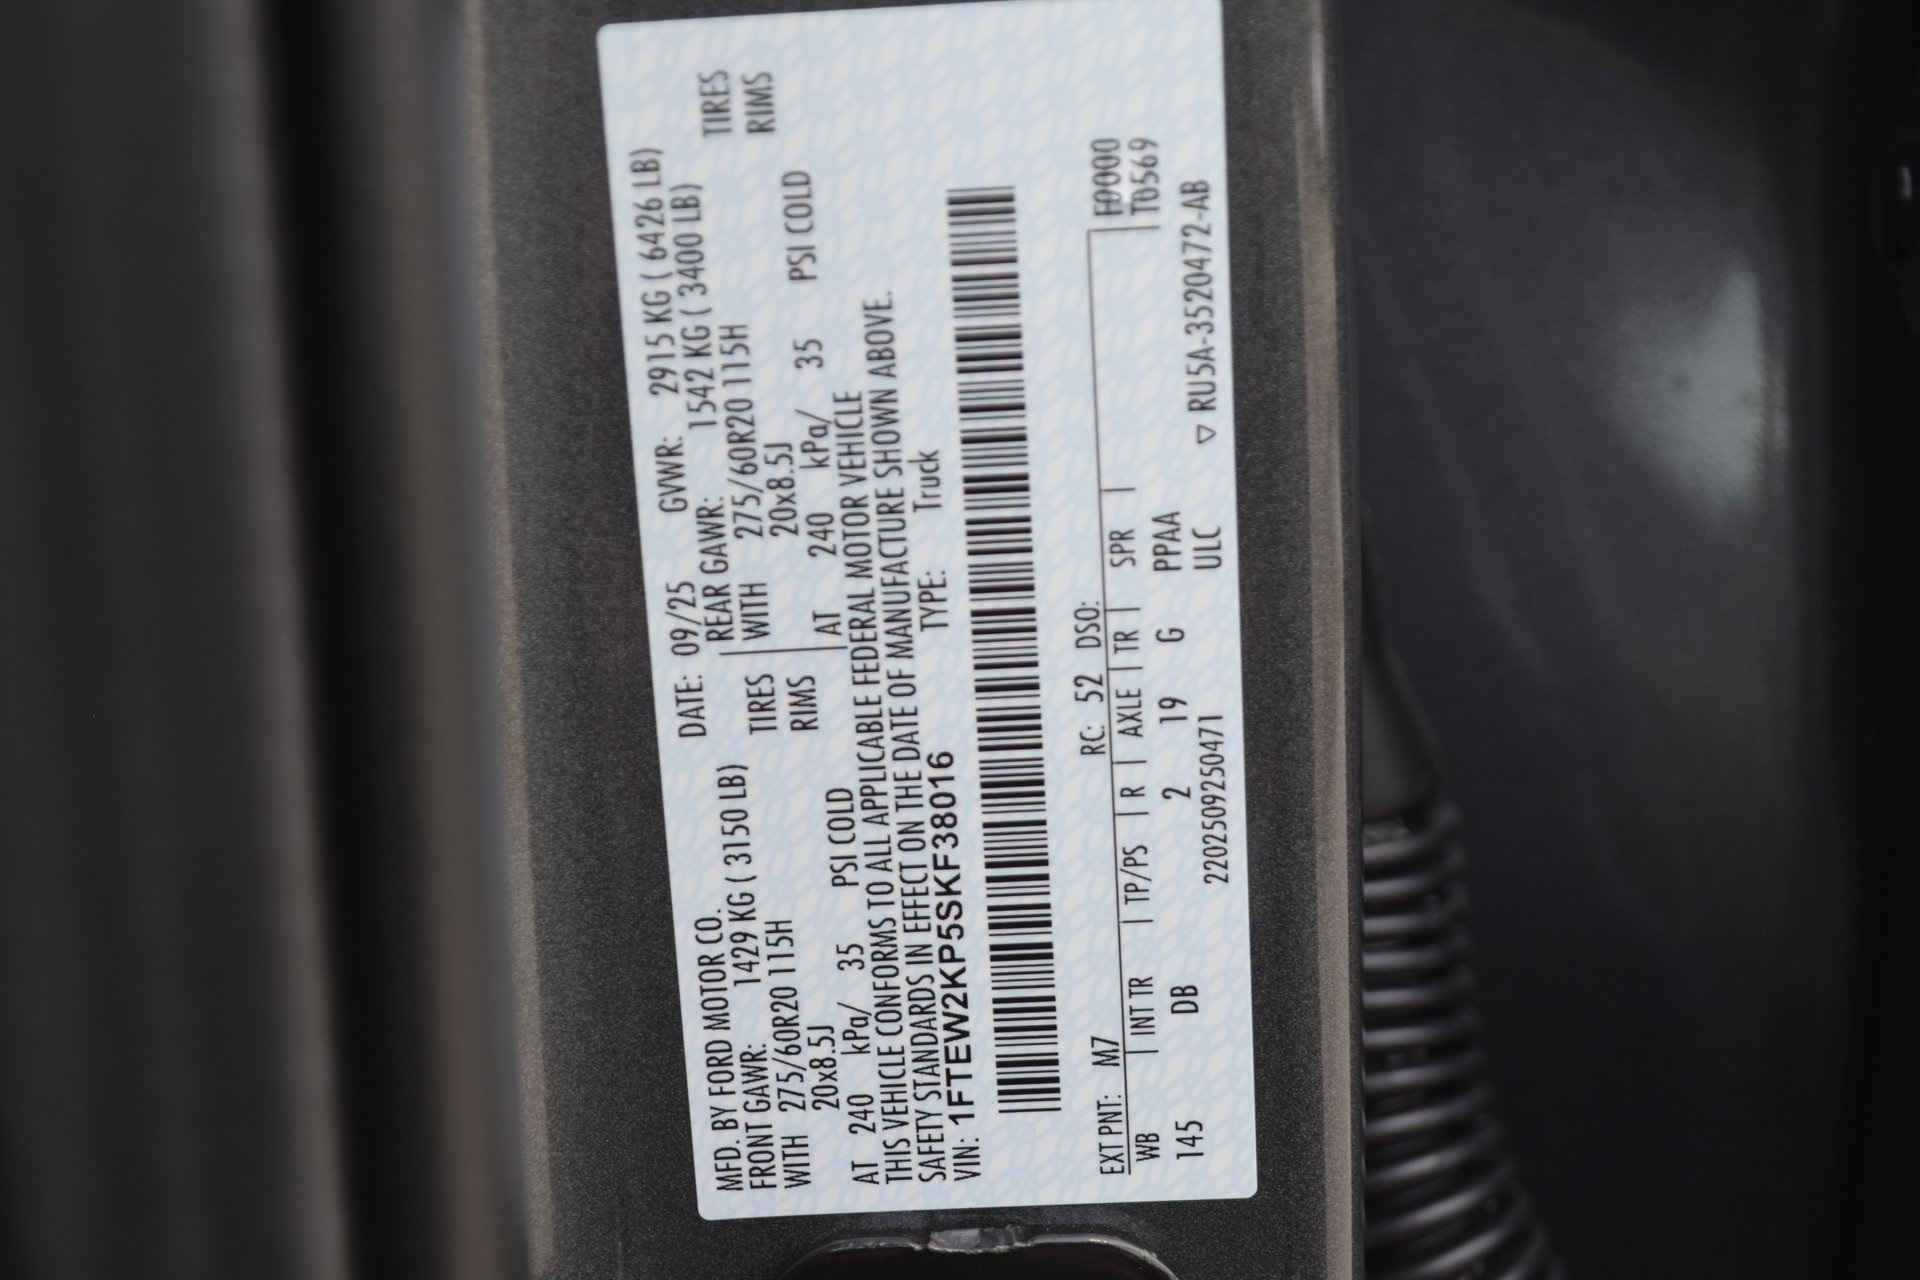 MFD. BY FORD MOTOR CO. DATE: 09/25 GVWR: 2915 KG ( 6426 LB)
FRONT GAWR: 1429 KG ( 3150 LB) REAR GAWR: 1542 KG ( 3400 LB)
WITH 275/60R20 115H TIRES WITH 275/60R20 115H TIRES
20x8.5J RIMS 20x8.5J RIMS
AT 240 kPa/ 35 PSI COLD AT 240 kPa/ 35 PSI COLD
THIS VEHICLE CONFORMS TO ALL APPLICABLE FEDERAL MOTOR VEHICLE
SAFETY STANDARDS IN EFFECT ON THE DATE OF MANUFACTURE SHOWN ABOVE.
VIN: 1FTEW2KP5SKF38016 TYPE: Truck
EXT PNT: M7 RC: 52 DSO: F0000
WB INT TR TP/PS R AXLE TR SPR T0569
145 DB 2 19 G PPAA
2202509250471 ULC ▽ RU5A-3520472-AB